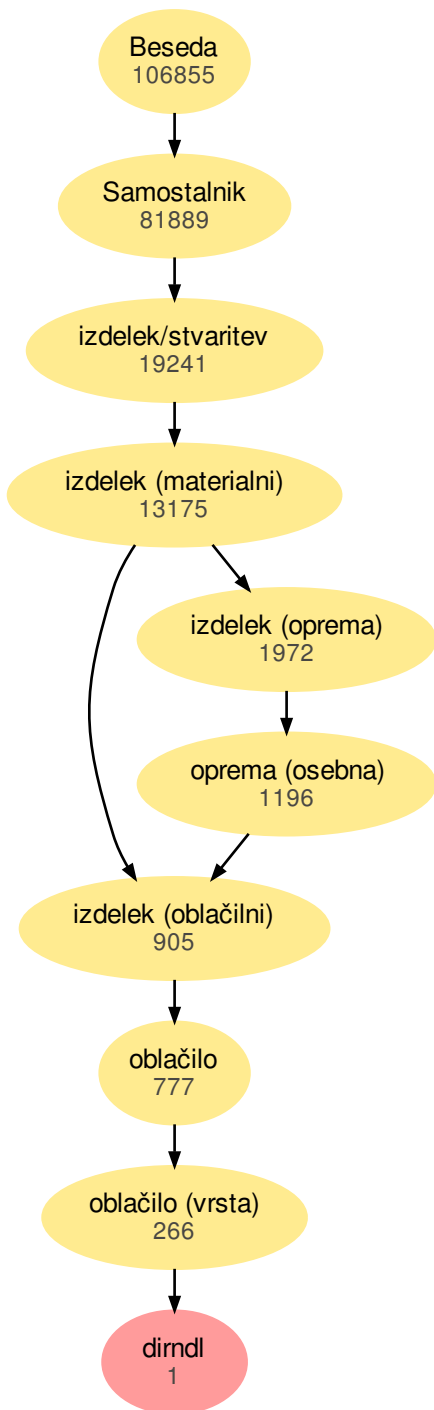 Beseda
106855
Samostalnik
81889
izdelek/stvaritev
19241
izdelek (materialni)
13175
izdelek (oprema)
1972
oprema (osebna)
1196
izdelek (oblačilni)
905
oblačilo
777
oblačilo (vrsta)
266
dirndl
1